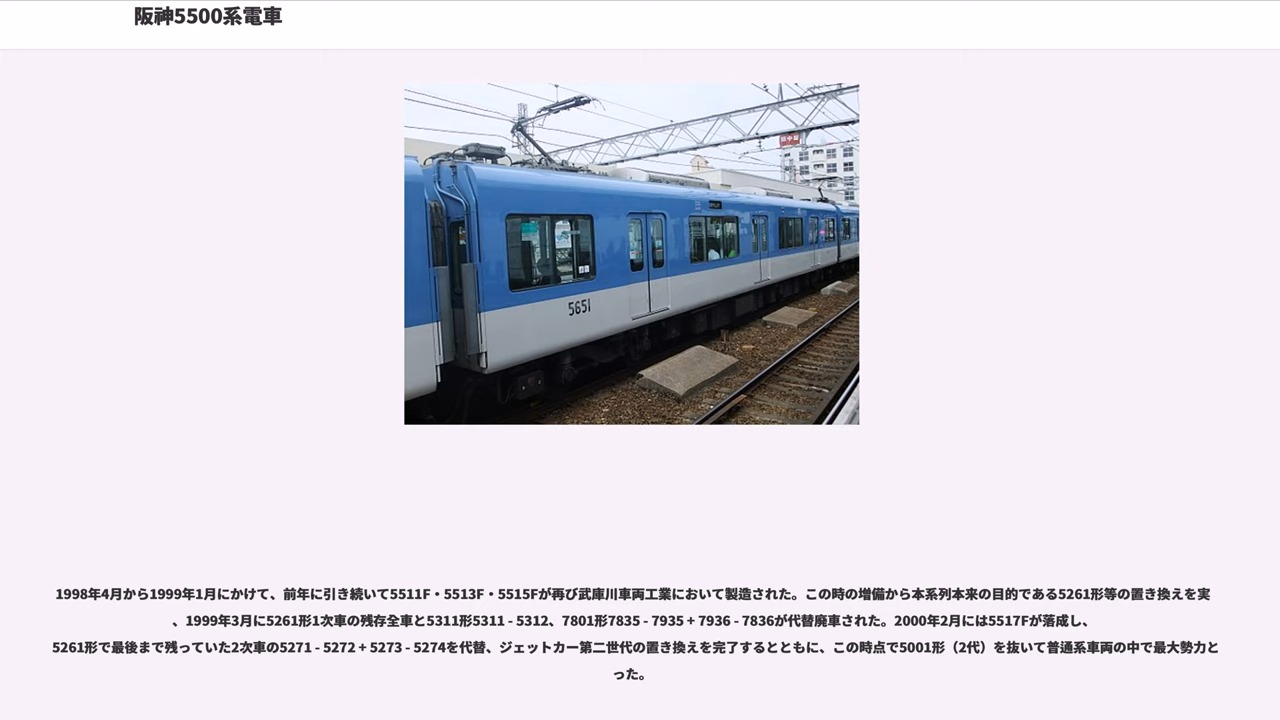 阪神5500系電車
5651
1998年4月から1999年1月にかけて、前年に引き続いて5511F・5513F・5515Fが再び武庫川車両工業において製造された。この時の増備から本系列本来の目的である5261形等の置き換えを実
、1999年3月に5261形1次車の残存全車と5311形5311 - 5312、7801形7835 - 7935 + 7936 - 7836が代替廃車された。2000年2月には5517Fが落成し、
5261形で最後まで残っていた2次車の5271 - 5272 + 5273 - 5274を代替、ジェットカー第二世代の置き換えを完了するとともに、この時点で5001形（2代）を抜いて普通系車両の中で最大勢力と
った。